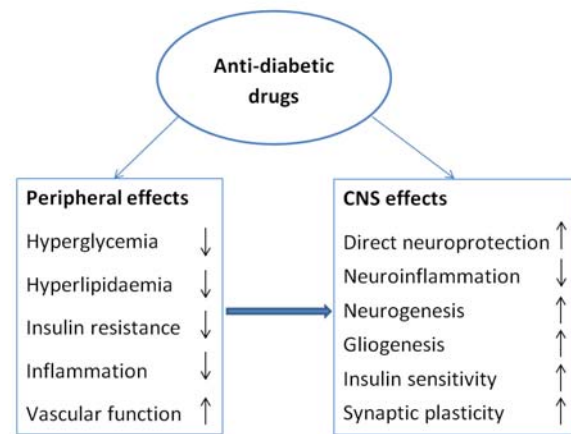 Anti-diabetic
drugs
Peripheral effects
Hyperglycemia ↓
Hyperlipidaemia ↓
Insulin resistance ↓
Inflammation ↓
Vascular function ↑
CNS effects
Direct neuroprotection ↑
Neuroinflammation ↓
Neurogenesis ↑
Gliogenesis ↑
Insulin sensitivity ↑
Synaptic plasticity ↑